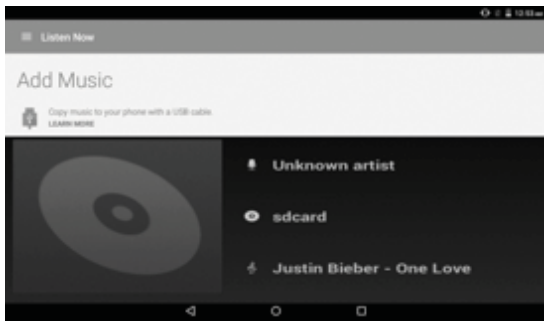 Listen Now
Add Music
Copy music to your phone with a USB cable.
LEARN MORE
Unknown artist
sdcard
Justin Bieber - One Love